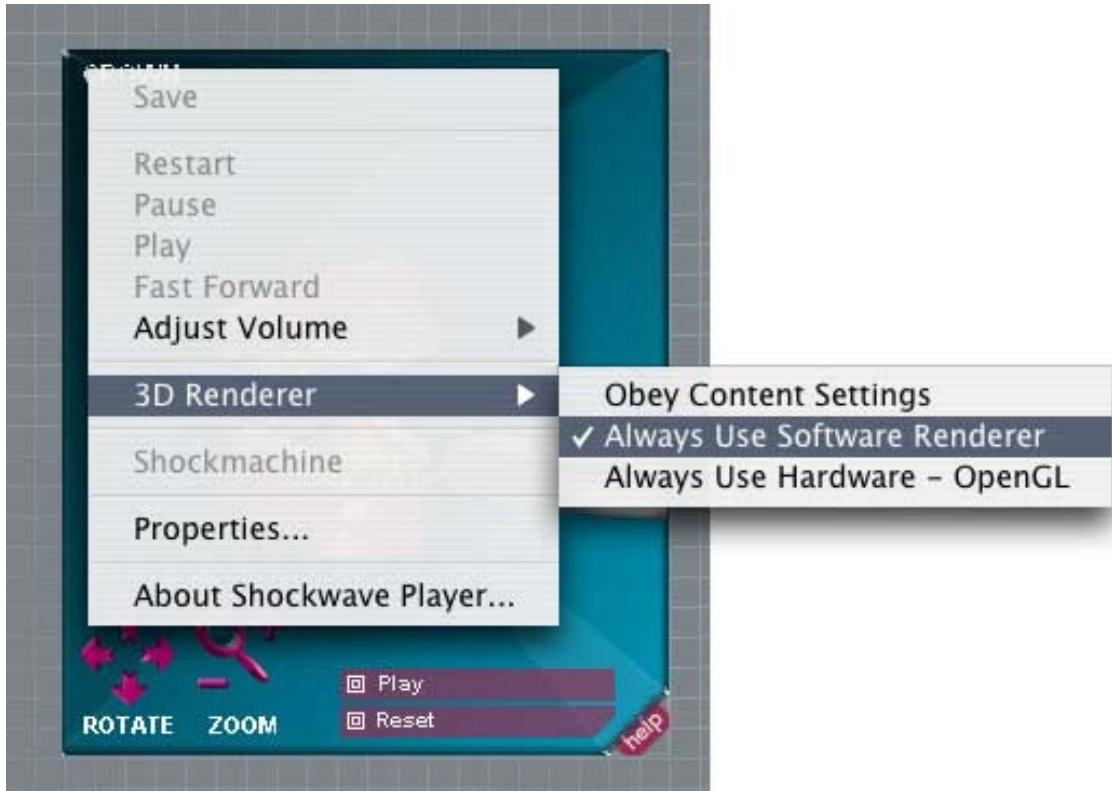 Save
Restart
Pause
Play
Fast Forward
Adjust Volume
3D Renderer
Obey Content Settings
Always Use Software Renderer
Always Use Hardware – OpenGL
Shockmachine
Properties...
About Shockwave Player...
Play
Reset
ROTATE ZOOM
help